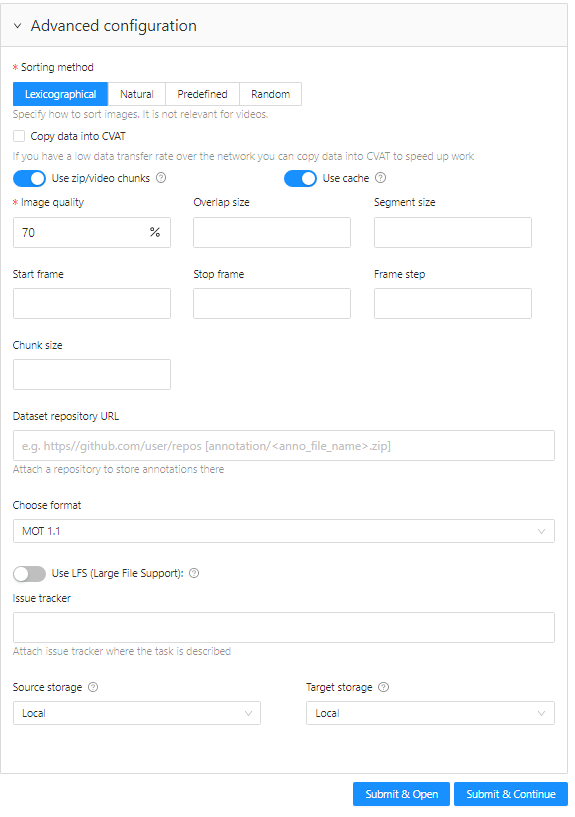 Advanced configuration
* Sorting method
Lexicographical Natural Predefined Random
Specify how to sort images. It is not relevant for videos.
Copy data into CVAT
If you have a low data transfer rate over the network you can copy data into CVAT to speed up work
Use zip/video chunks Use cache
* Image quality Overlap size Segment size
70 %
Start frame Stop frame Frame step
Chunk size
Dataset repository URL
e.g. https//github.com/user/repos [annotation/<anno_file_name>.zip]
Attach a repository to store annotations there
Choose format
MOT 1.1
Use LFS (Large File Support):
Issue tracker
Attach issue tracker where the task is described
Source storage Target storage
Local Local
Submit & Open Submit & Continue